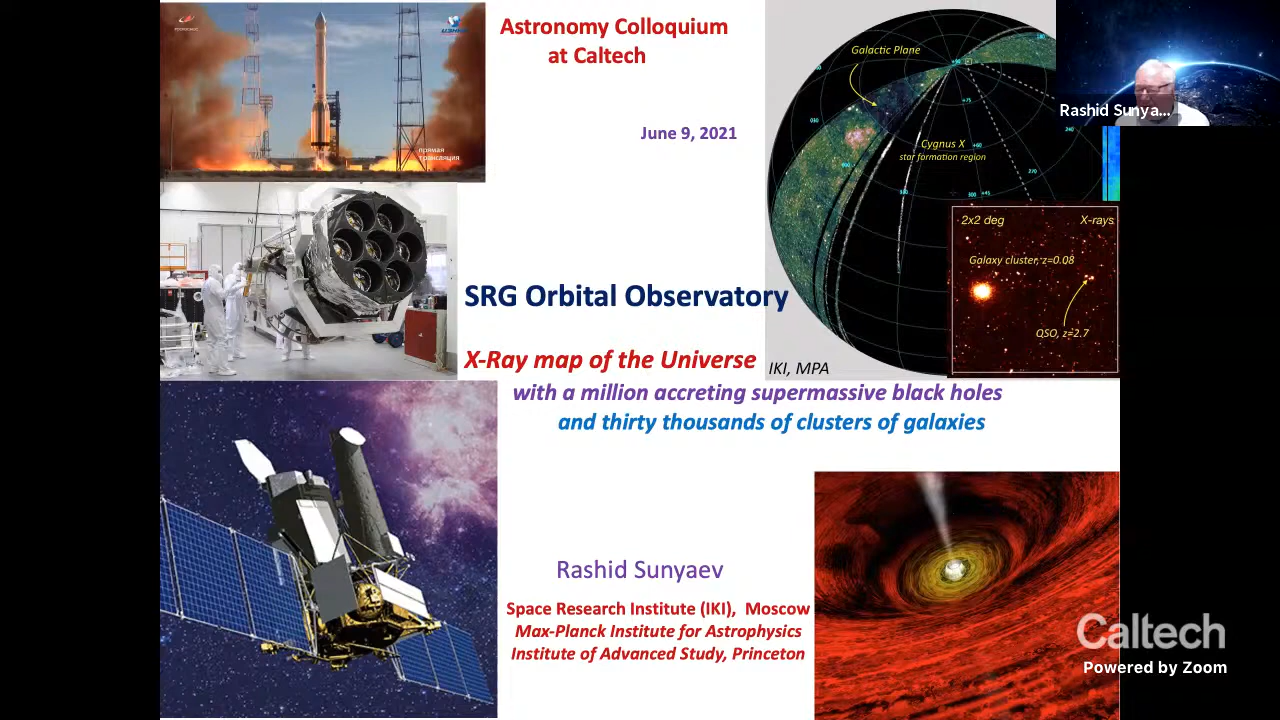 Astronomy Colloquium
at Caltech
June 9, 2021
прямая
трансляция
Galactic Plane
Cygnus X
star formation region
Rashid Sunya...
2x2 deg
X-rays
Galaxy cluster, z=0.08
QSO, z=2.7
SRG Orbital Observatory
X-Ray map of the Universe
IKI, MPA
with a million accreting supermassive black holes
and thirty thousands of clusters of galaxies
Rashid Sunyaev
Space Research Institute (IKI), Moscow
Max-Planck Institute for Astrophysics
Institute of Advanced Study, Princeton
Caltech
Powered by Zoom